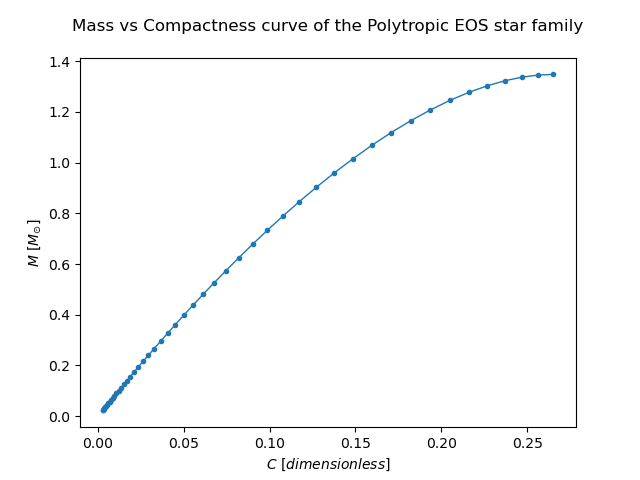 Mass vs Compactness curve of the Polytropic EOS star family
1.4
1.2
1.0
0.8
0.6
0.4
0.2
0.0
M [M⊙]
0.00 0.05 0.10 0.15 0.20 0.25
C [dimensionless]